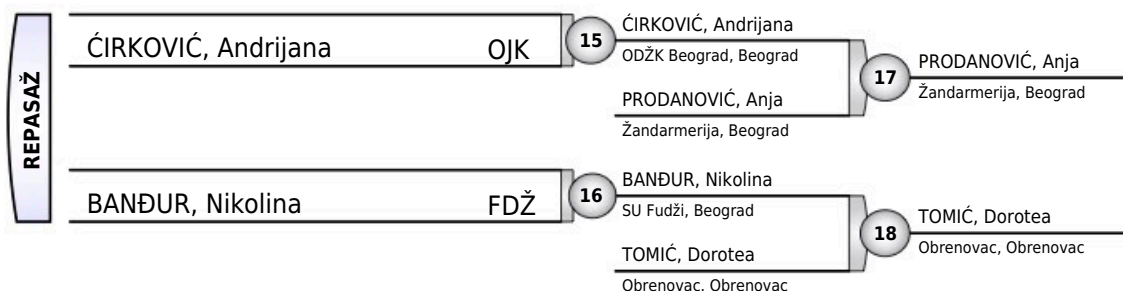 REPASAŽ
ĆIRKOVIĆ, Andrijana OJK
15
ĆIRKOVIĆ, Andrijana
ODŽK Beograd, Beograd
PRODANOVIĆ, Anja
Žandarmerija, Beograd
17
PRODANOVIĆ, Anja
Žandarmerija, Beograd
BANĐUR, Nikolina FDŽ
16
BANĐUR, Nikolina
SU Fudži, Beograd
TOMIĆ, Dorotea
Obrenovac, Obrenovac
18
TOMIĆ, Dorotea
Obrenovac, Obrenovac